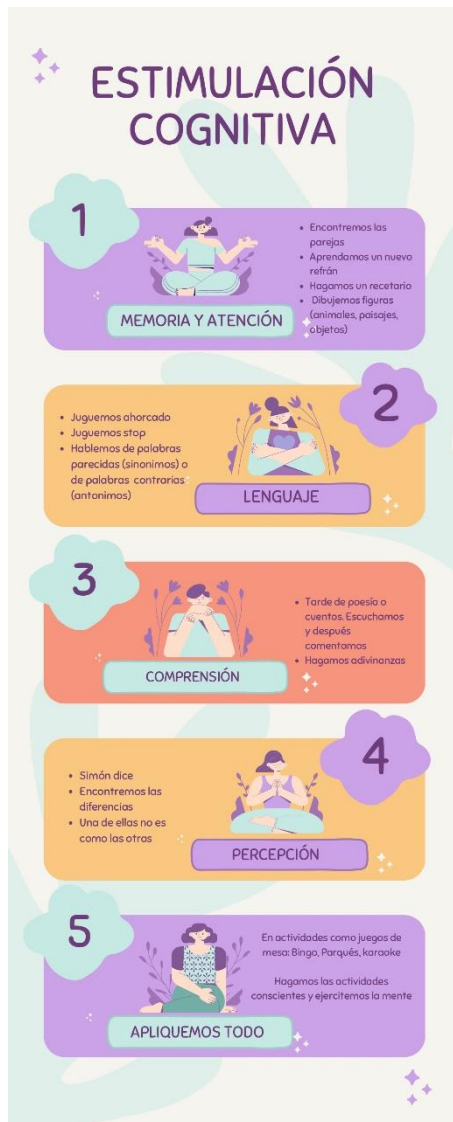 ESTIMULACIÓN
COGNITIVA
1
• Encontremos las
parejas
• Aprendamos un nuevo
refrán
• Hagamos un recetario
• Dibujemos figuras
(animales, paisajes,
objetos)
MEMORIA Y ATENCIÓN
2
• Juguemos ahorcado
• Juguemos stop
• Hablemos de palabras
parecidas (sinonimos) o
de palabras contrarias
(antonimos)
LENGUAJE
3
• Tarde de poesía o
cuentos. Escuchamos
y después
comentamos
• Hagamos adivinanzas
COMPRENSIÓN
4
• Simón dice
• Encontremos las
diferencias
• Una de ellas no es
como las otras
PERCEPCIÓN
5
En actividades como juegos de
mesa: Bingo, Parqués, karaoke
Hagamos las actividades
conscientes y ejercitemos la mente
APLIQUEMOS TODO